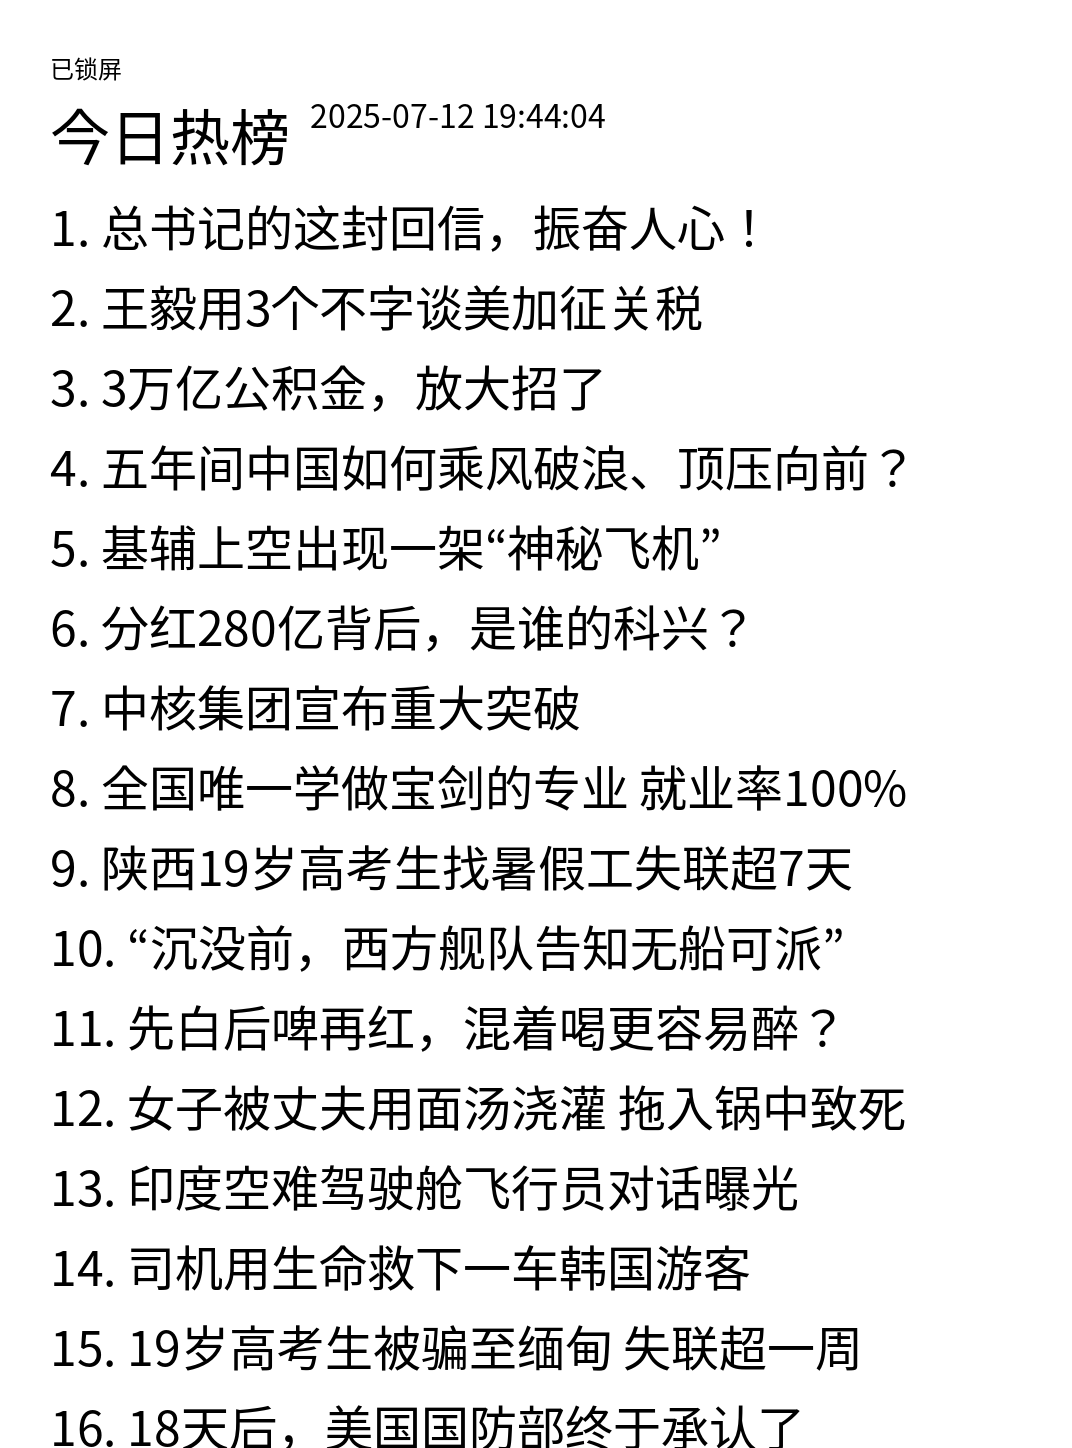 已锁屏
今日热榜 2025-07-12 19:44:04
1. 总书记的这封回信，振奋人心！
2. 王毅用3个不字谈美加征关税
3. 3万亿公积金，放大招了
4. 五年间中国如何乘风破浪、顶压向前？
5. 基辅上空出现一架“神秘飞机”
6. 分红280亿背后，是谁的科兴？
7. 中核集团宣布重大突破
8. 全国唯一学做宝剑的专业 就业率100%
9. 陕西19岁高考生找暑假工失联超7天
10. “沉没前，西方舰队告知无船可派”
11. 先白后啤再红，混着喝更容易醉？
12. 女子被丈夫用面汤浇灌 拖入锅中致死
13. 印度空难驾驶舱飞行员对话曝光
14. 司机用生命救下一车韩国游客
15. 19岁高考生被骗至缅甸 失联超一周
16. 18天后，美国国防部终于承认了